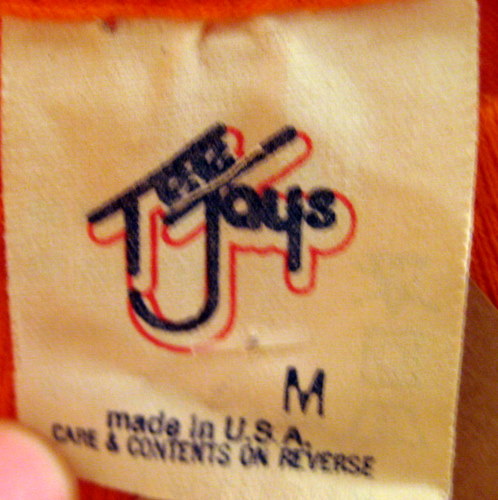 Tee Jays
M
made in U.S.A.
CARE & CONTENTS ON REVERSE